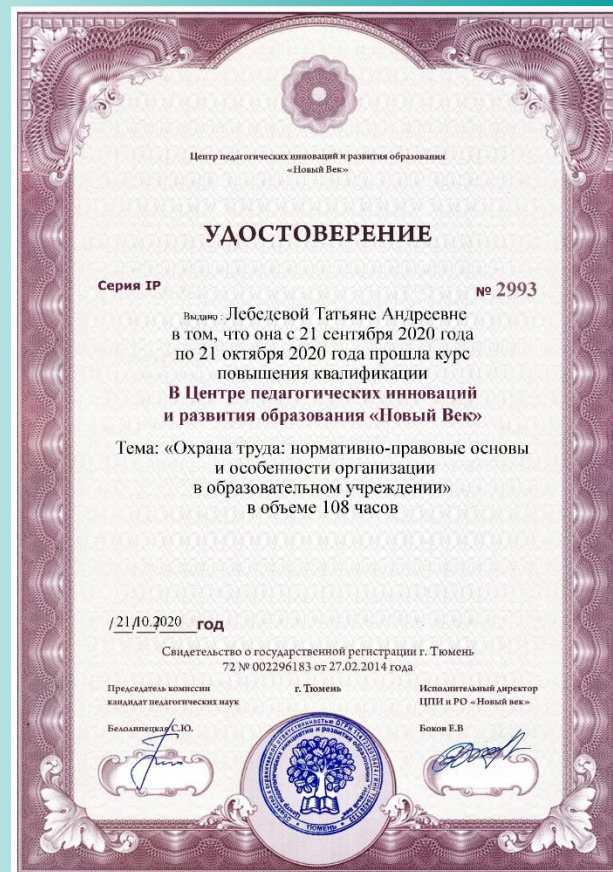 Центр педагогических инноваций и развития образования
«Новый Век»
УДОСТОВЕРЕНИЕ
Серия IP
№ 2993
Выдано : Лебедевой Татьяне Андреевне
в том, что она с 21 сентября 2020 года
по 21 октября 2020 года прошла курс
повышения квалификации
В Центре педагогических инноваций
и развития образования «Новый Век»
Тема: «Охрана труда: нормативно-правовые основы
и особенности организации
в образовательном учреждении»
в объеме 108 часов
/21/10.2020 год
Свидетельство о государственной регистрации г. Тюмень
72 № 002296183 от 27.02.2014 года
Председатель комиссии
кандидат педагогических наук
Белолипецкая С.Ю.
г. Тюмень
Исполнительный директор
ЦПИ и РО «Новый век»
Боков Е.В
ТЮМЕНЬ